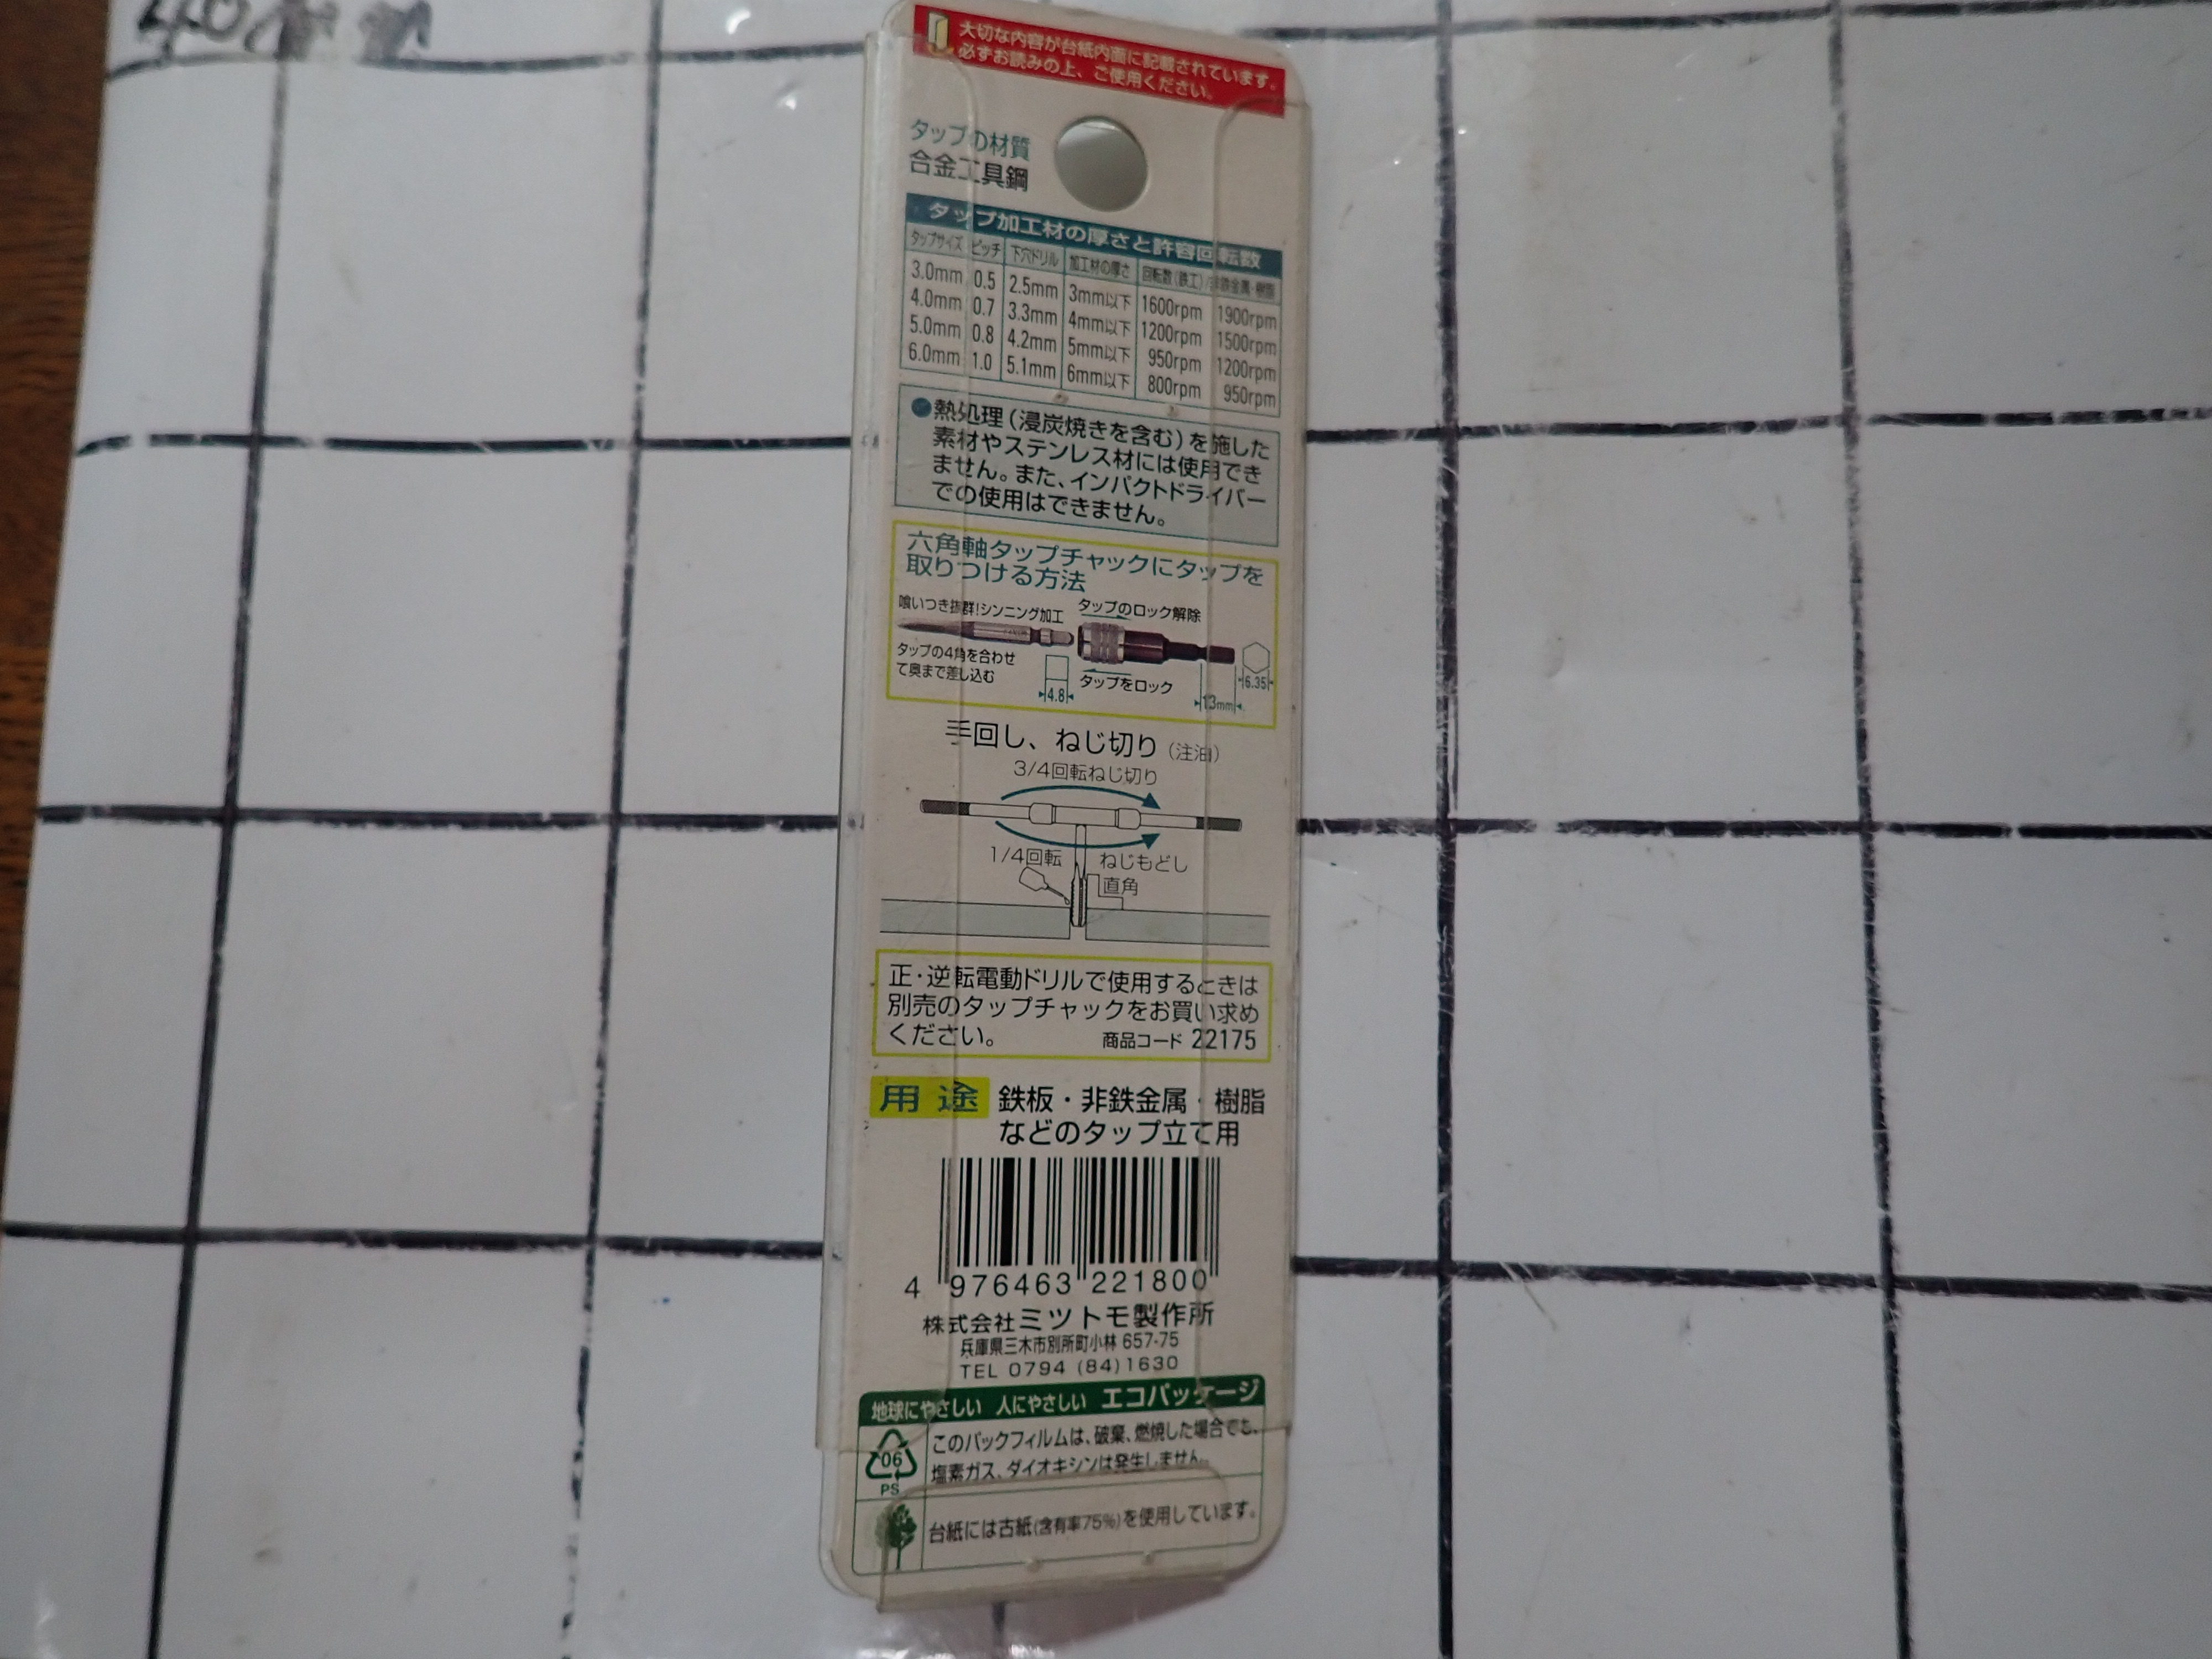 40
大切な内容が台紙内面に記載されています。
必ずお読みの上、ご使用ください。
タップの材質
合金工具鋼
タップ加工材の厚さと許容回転数
タップサイズ ピッチ 下穴ドリル 加工材の厚さ 回転数(鉄工)/非鉄金属・樹脂
3.0mm 0.5 2.5mm 3mm以下 1600rpm 1900rpm
4.0mm 0.7 3.3mm 4mm以下 1200rpm 1500rpm
5.0mm 0.8 4.2mm 5mm以下 950rpm 1200rpm
6.0mm 1.0 5.1mm 6mm以下 800rpm 950rpm
●熱処理(浸炭焼きを含む)を施した
素材やステンレス材には使用でき
ません。また、インパクトドライバー
での使用はできません。
六角軸タップチャックにタップを
取りつける方法
喰いつき抜群!シンニング加工 タップのロック解除
タップの4角を合わせ
て奥まで差し込む
タップをロック
4.8
13mm
6.35
手回し、ねじ切り(注油)
3/4回転ねじ切り
1/4回転 ねじもどし
直角
正・逆転電動ドリルで使用するときは
別売のタップチャックをお買い求め
ください。 商品コード 22175
用途 鉄板・非鉄金属・樹脂
などのタップ立て用
4 976463 221800
株式会社ミツトモ製作所
兵庫県三木市別所町小林 657-75
TEL 0794 (84)1630
地球にやさしい 人にやさしい エコパッケージ
06
PS
このパックフィルムは、破棄、燃焼した場合でも、
塩素ガス、ダイオキシンは発生しません。
台紙には古紙(含有率75%)を使用しています。